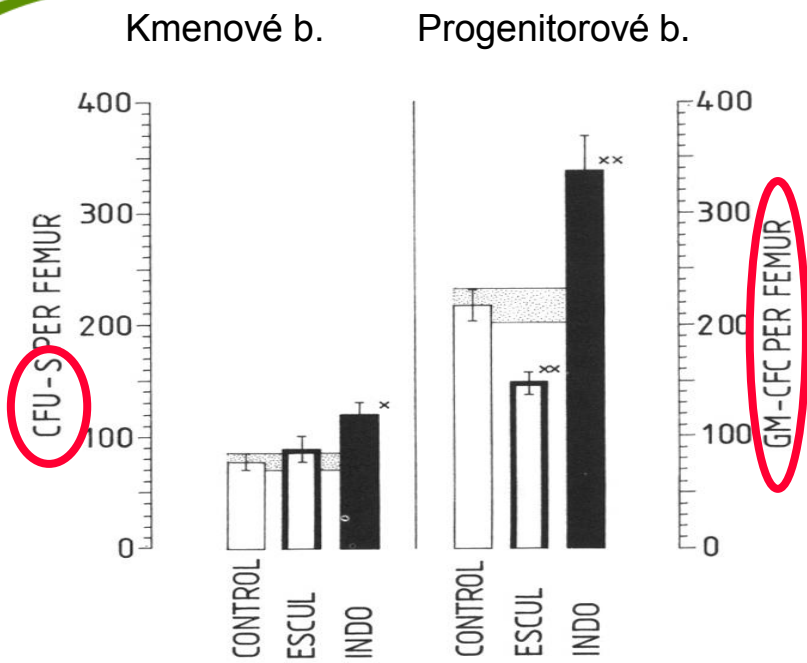 Kmenové b.
Progenitorové b.
400
300
200
100
0
CFU-S PER FEMUR
x
CONTROL
ESCUL
INDO
xx
xx
CONTROL
ESCUL
INDO
400
300
200
100
0
GM-CFC PER FEMUR